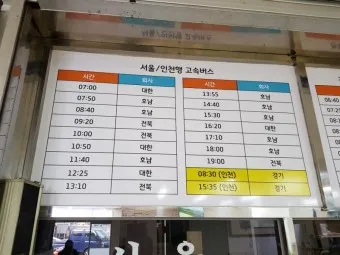 서울/인천행 고속버스
시간 회사
07:00 대한
07:50 호남
08:40 호남
09:20 전북
10:00 전북
10:50 대한
11:40 호남
12:25 대한
13:10 전북
시간 회사
13:55 호남
14:40 호남
15:30 호남
16:20 대한
17:10 호남
18:00 호남
19:00 전북
08:30 (인천) 경기
15:35 (인천) 경기